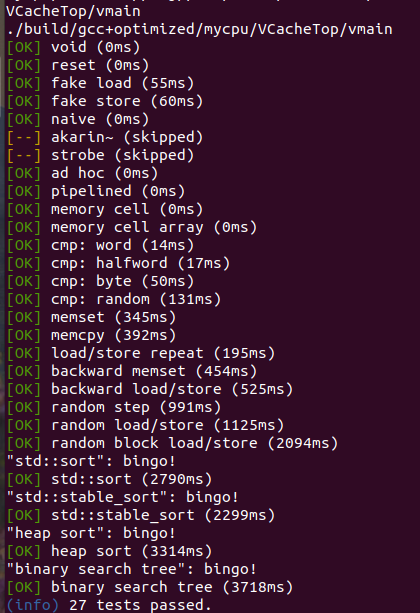 VCacheTop/vmain
./build/gcc+optimized/mycpu/VCacheTop/vmain
[OK] void (0ms)
[OK] reset (0ms)
[OK] fake load (55ms)
[OK] fake store (60ms)
[OK] naive (0ms)
[--] akarin~ (skipped)
[--] strobe (skipped)
[OK] ad hoc (0ms)
[OK] pipelined (0ms)
[OK] memory cell (0ms)
[OK] memory cell array (0ms)
[OK] cmp: word (14ms)
[OK] cmp: halfword (17ms)
[OK] cmp: byte (50ms)
[OK] cmp: random (131ms)
[OK] memset (345ms)
[OK] memcpy (392ms)
[OK] load/store repeat (195ms)
[OK] backward memset (454ms)
[OK] backward load/store (525ms)
[OK] random step (991ms)
[OK] random load/store (1125ms)
[OK] random block load/store (2094ms)
"std::sort": bingo!
[OK] std::sort (2790ms)
"std::stable_sort": bingo!
[OK] std::stable_sort (2299ms)
"heap sort": bingo!
[OK] heap sort (3314ms)
"binary search tree": bingo!
[OK] binary search tree (3718ms)
(info) 27 tests passed.